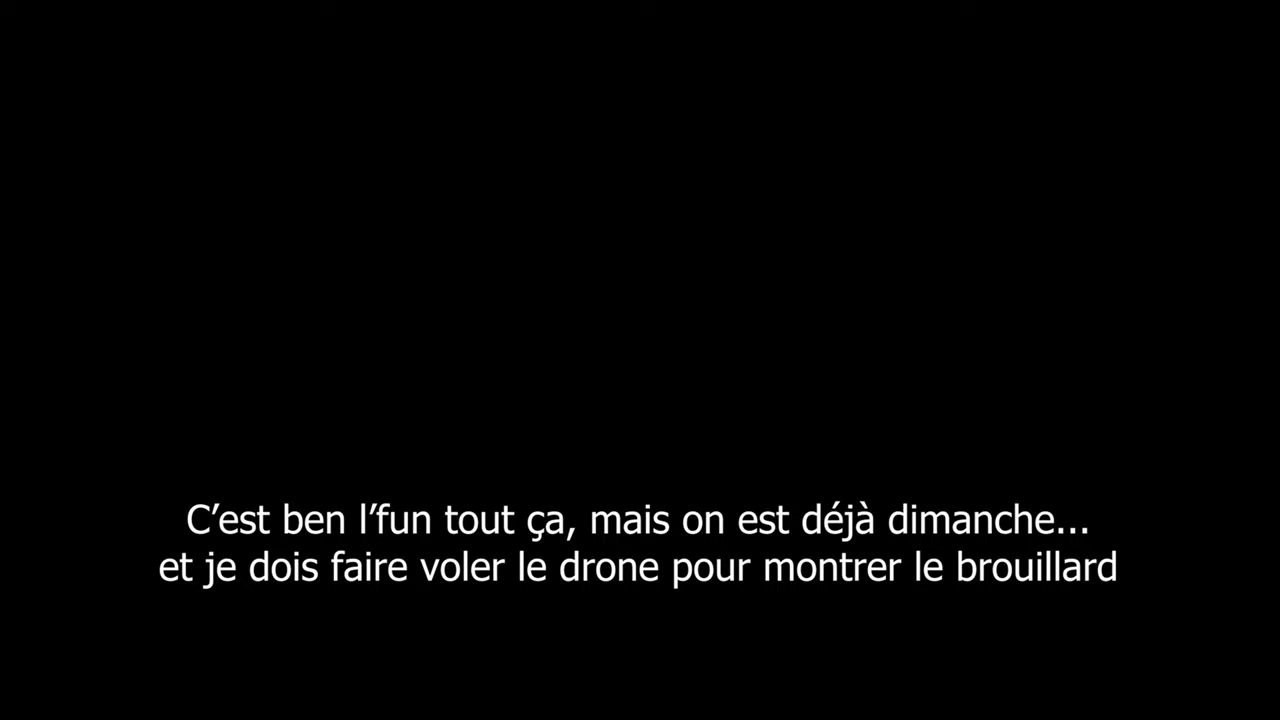 C’est ben l’fun tout ça, mais on est déjà dimanche...
et je dois faire voler le drone pour montrer le brouillard